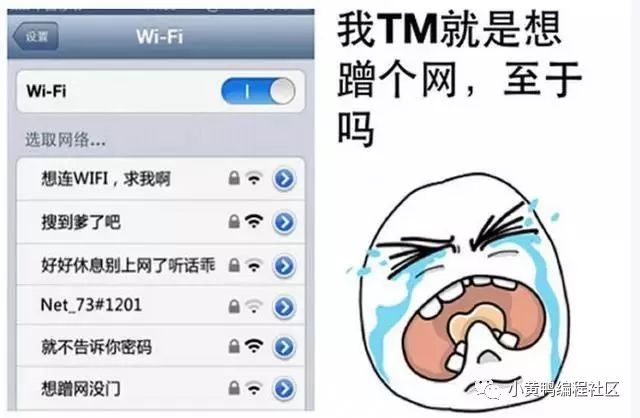 设置
Wi-Fi
Wi-Fi
选取网络...
想连WIFI，求我啊
搜到爹了吧
好好休息别上网了听话乖
Net_73#1201
就不告诉你密码
想蹭网没门
我TM就是想
蹭个网，至于
吗
小黄鸭编程社区